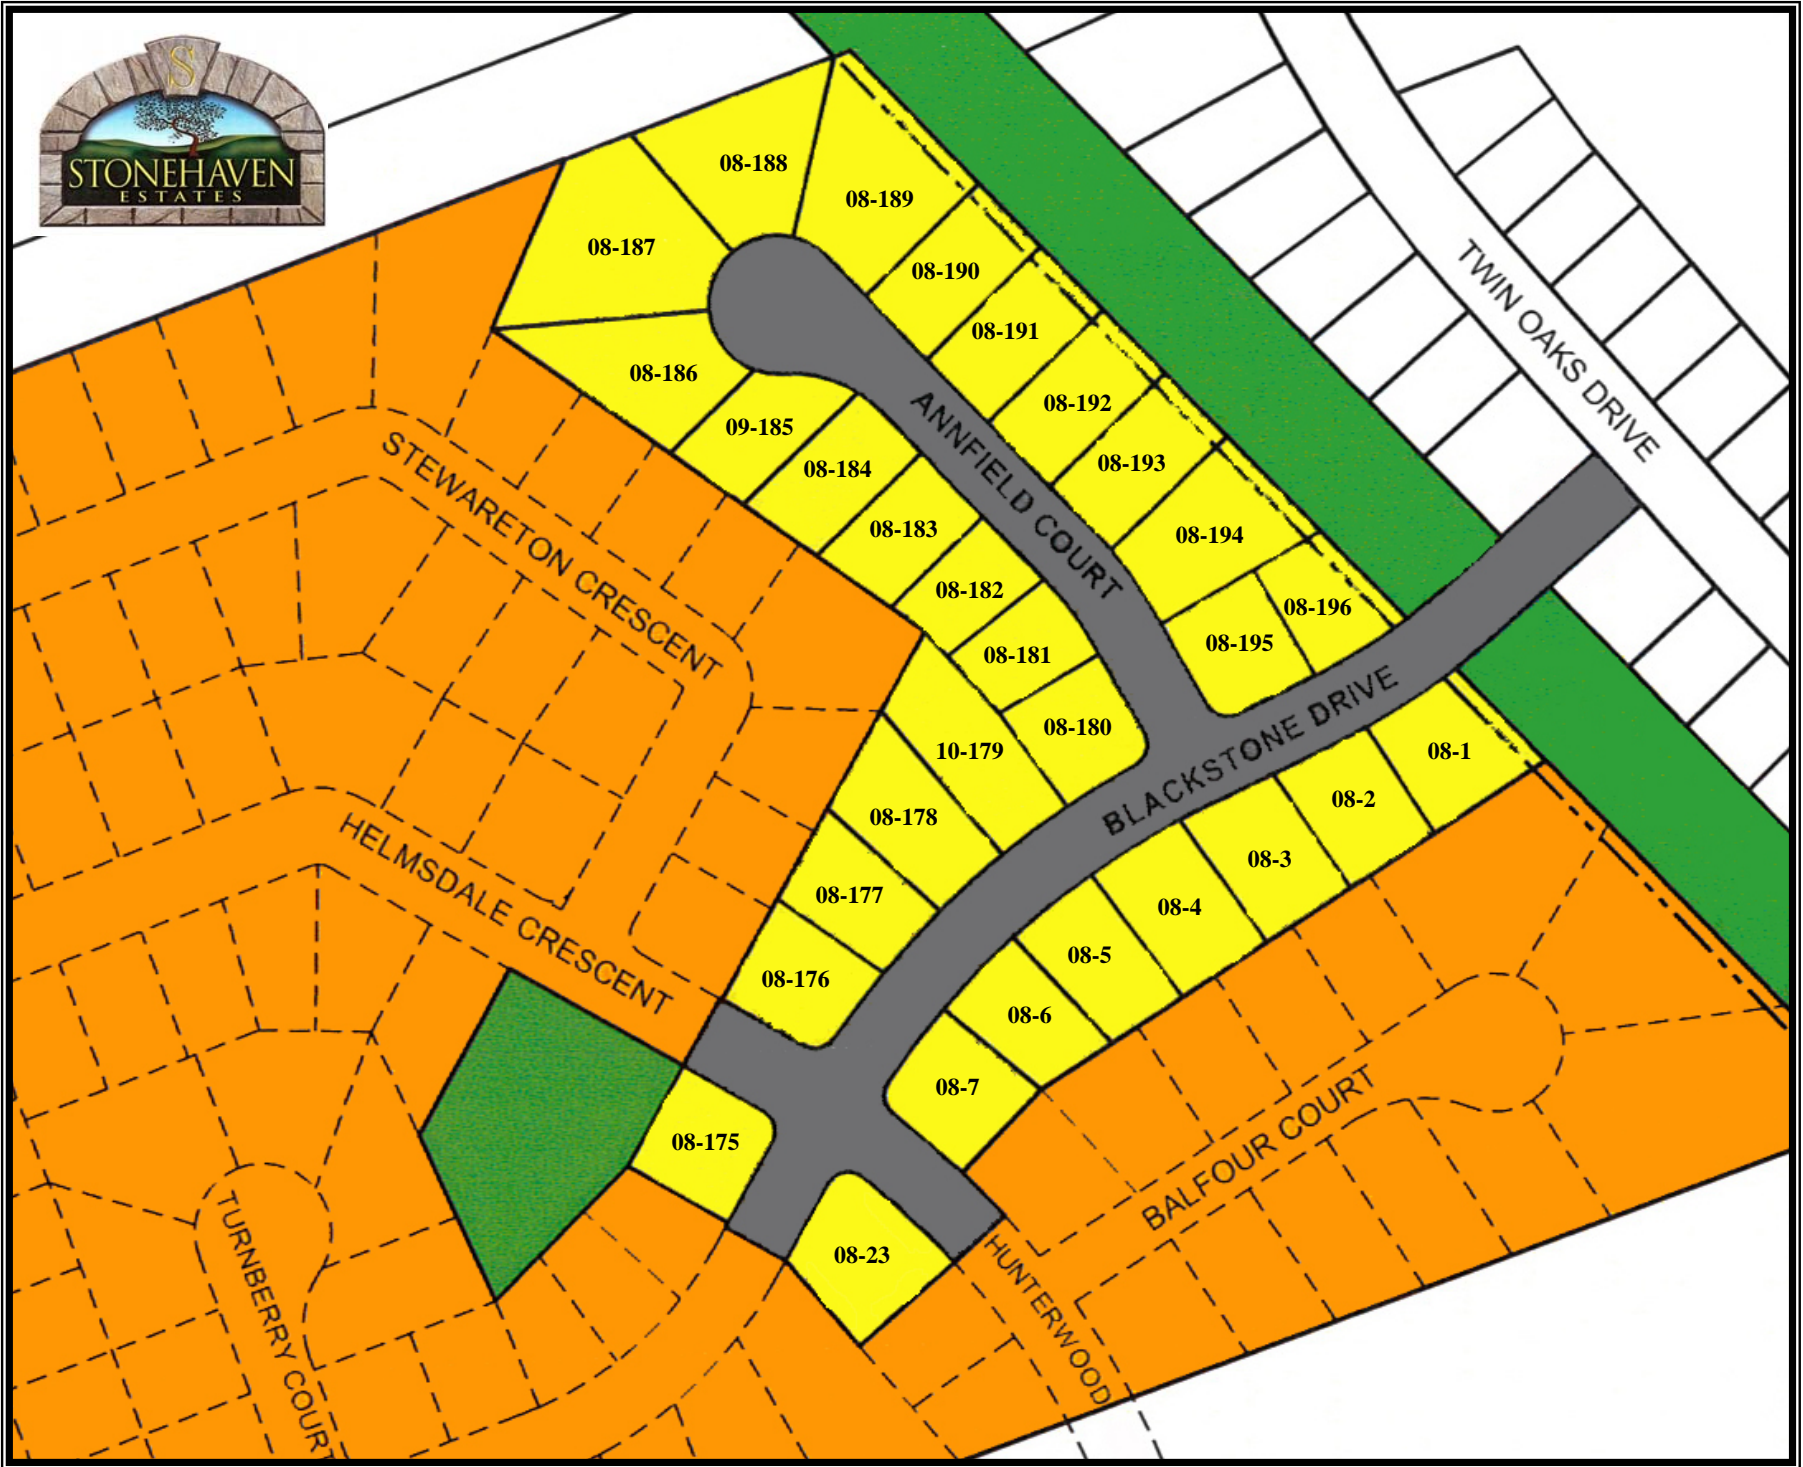 S
STONEHAVEN
ESTATES
08-188
08-189
08-187
08-190
08-191
08-186
08-192
09-185
08-193
08-184
08-183
08-194
08-182
08-196
08-181
08-195
08-180
10-179
08-1
08-178
08-2
08-177
08-3
08-176
08-4
08-5
08-6
08-7
08-175
08-23
TWIN OAKS DRIVE
ANNFIELD COURT
STEWARETON CRESCENT
BLACKSTONE DRIVE
HELMSDALE CRESCENT
BALFOUR COURT
TURNBERRY COURT
HUNTERWOOD